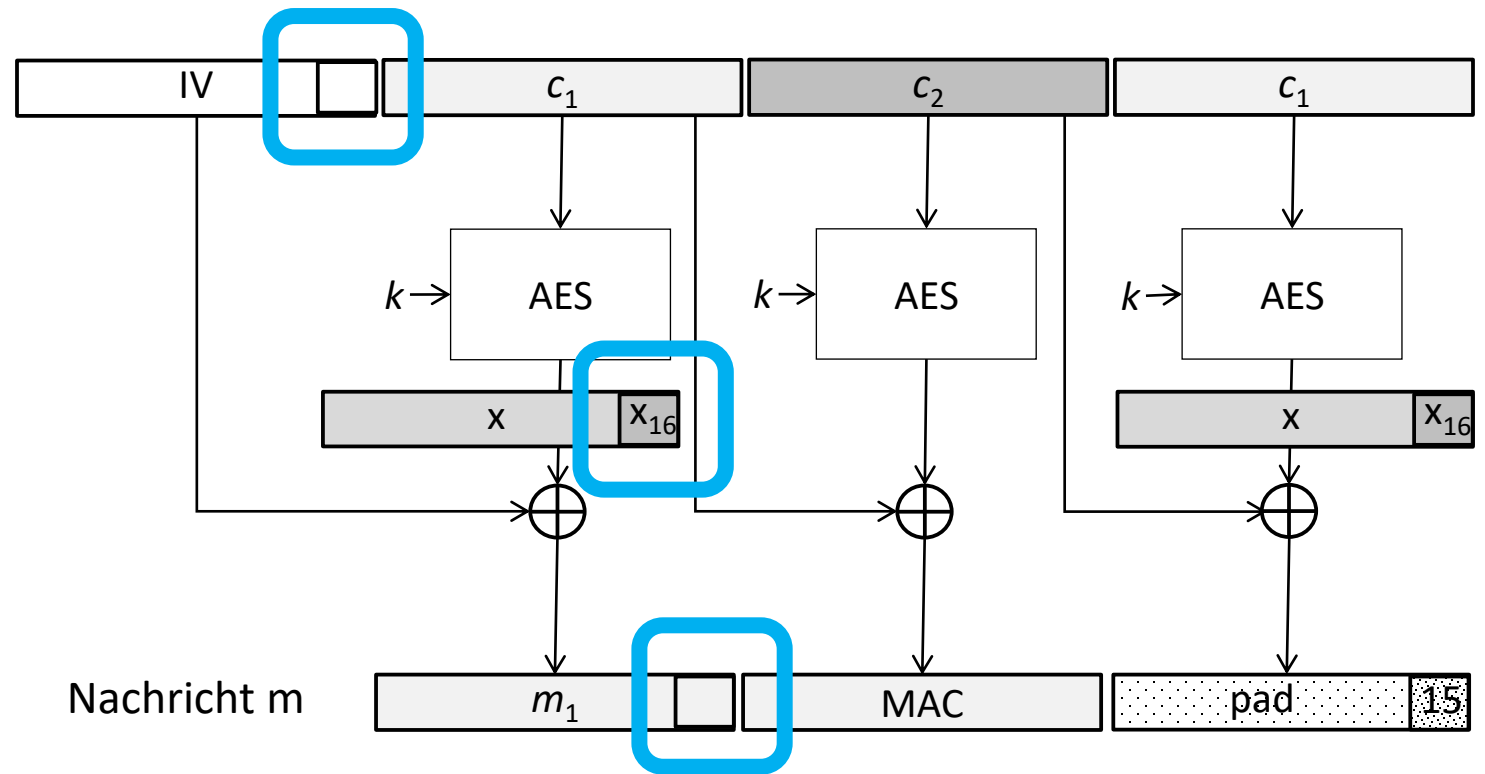 IV c₁ c₂ c₁
k AES k AES k AES
x x₁₆ x x₁₆
Nachricht m m₁ MAC pad 15